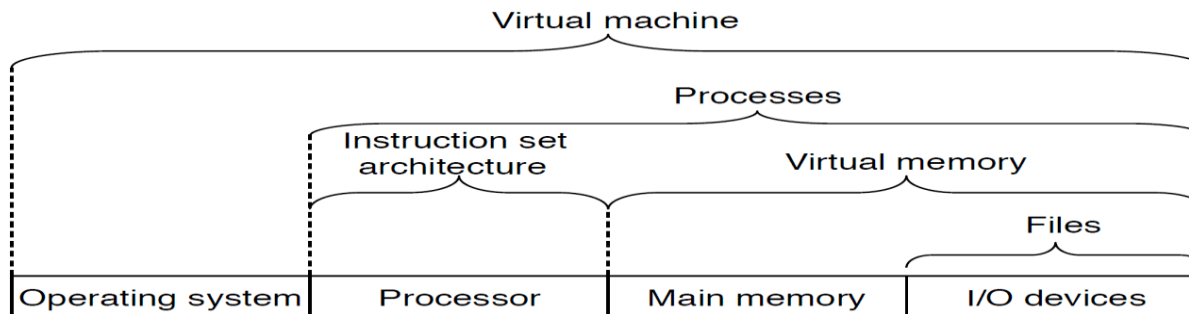 Virtual machine
Processes
Instruction set
architecture
Virtual memory
Files
Operating system
Processor
Main memory
I/O devices